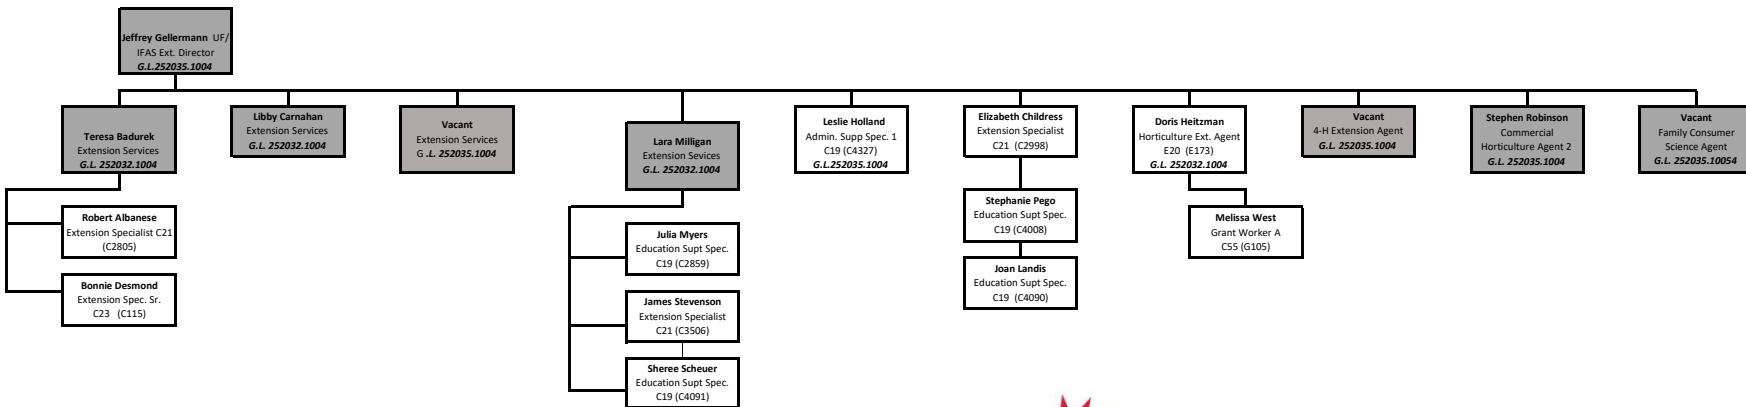 Jeffrey Gellermann UF/
IFAS Ext. Director
G.L.252035.1004
Teresa Badurek
Extension Services
G.L. 252032.1004
Libby Carnahan
Extension Services
G.L. 252032.1004
Vacant
Extension Services
G .L. 252035.1004
Lara Milligan
Extension Sevices
G.L. 252032.1004
Leslie Holland
Admin. Supp Spec. 1
C19 (C4327)
G.L.252035.1004
Elizabeth Childress
Extension Specialist
C21 (C2998)
Doris Heitzman
Horticulture Ext. Agent
E20 (E173)
G.L. 252032.1004
Vacant
4-H Extension Agent
G.L. 252035.1004
Stephen Robinson
Commercial
Horticulture Agent 2
G.L. 252035.1004
Vacant
Family Consumer
Science Agent
G.L. 252035.10054
Robert Albanese
Extension Specialist C21
(C2805)
Bonnie Desmond
Extension Spec. Sr.
C23 (C115)
Julia Myers
Education Supt Spec.
C19 (C2859)
James Stevenson
Extension Specialist
C21 (C3506)
Sheree Scheuer
Education Supt Spec.
C19 (C4091)
Stephanie Pego
Education Supt Spec.
C19 (C4008)
Joan Landis
Education Supt Spec.
C19 (C4090)
Melissa West
Grant Worker A
C55 (G105)